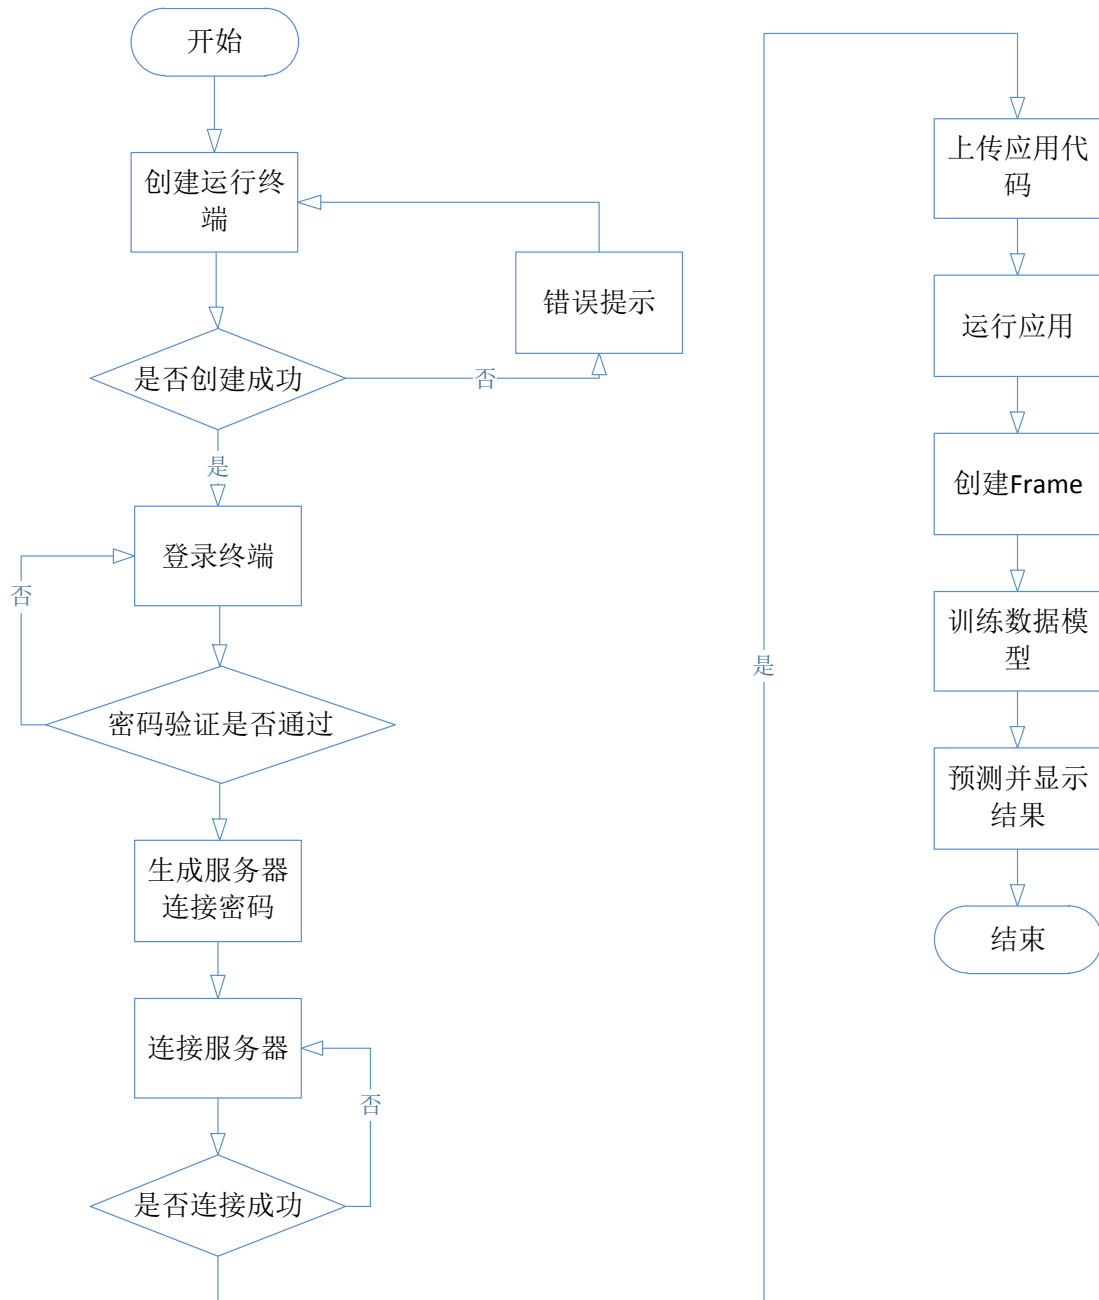 开始
创建运行终
端
错误提示
是否创建成功
否
是
登录终端
否
密码验证是否通过
生成服务器
连接密码
连接服务器
否
是否连接成功
是
上传应用代
码
运行应用
创建Frame
训练数据模
型
预测并显示
结果
结束